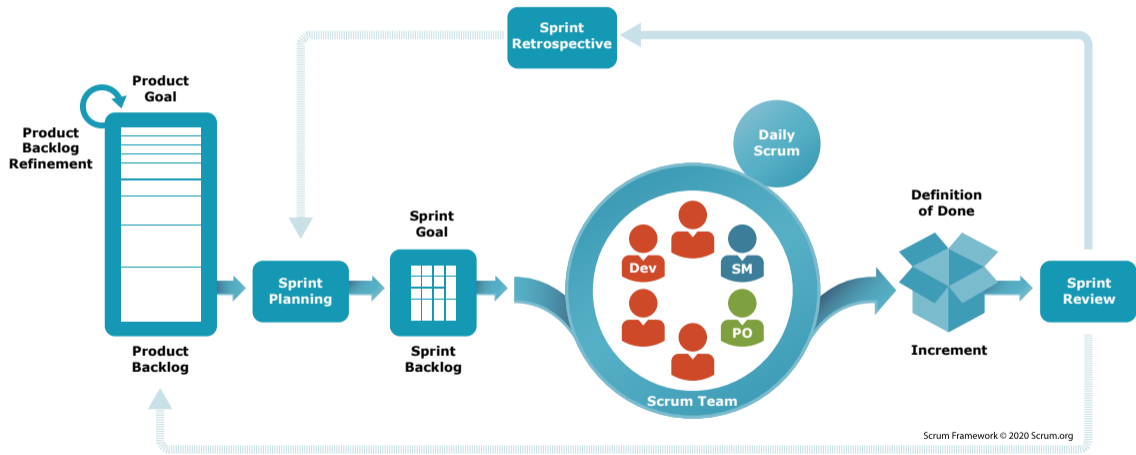 Sprint
Retrospective
Product
Goal
Product
Backlog
Refinement
Daily
Scrum
Definition
of Done
Sprint
Goal
Dev
SM
Sprint
Planning
Sprint
Review
PO
Product
Backlog
Sprint
Backlog
Increment
Scrum Team
Scrum Framework © 2020 Scrum.org